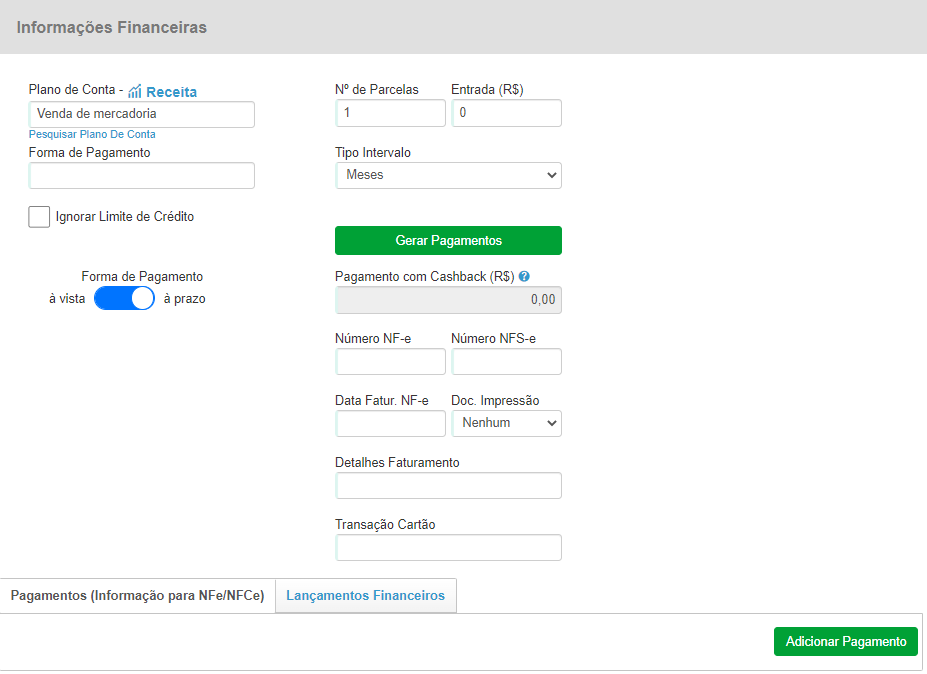 Informações Financeiras
Plano de Conta - Receita
Venda de mercadoria
Pesquisar Plano De Conta
Forma de Pagamento
Ignorar Limite de Crédito
Forma de Pagamento
à vista à prazo
Nº de Parcelas Entrada (R$)
1 0
Tipo Intervalo
Meses
Gerar Pagamentos
Pagamento com Cashback (R$) ?
0,00
Número NF-e Número NFS-e
Data Fatur. NF-e Doc. Impressão
Nenhum
Detalhes Faturamento
Transação Cartão
Pagamentos (Informação para NFe/NFCe) Lançamentos Financeiros
Adicionar Pagamento